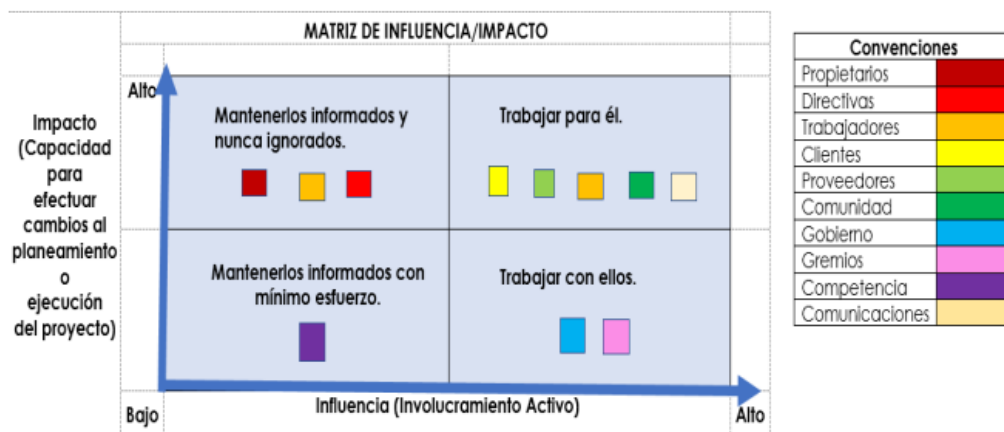 MATRIZ DE INFLUENCIA/IMPACTO
Alto
Impacto
(Capacidad
para
efectuar
cambios al
planeamiento
o
ejecución
del proyecto)
Mantenerlos informados y
nunca ignorados.
Trabajar para él.
Mantenerlos informados con
mínimo esfuerzo.
Trabajar con ellos.
Bajo
Influencia (Involucramiento Activo)
Alto
Convenciones
Propietarios
Directivas
Trabajadores
Clientes
Proveedores
Comunidad
Gobierno
Gremios
Competencia
Comunicaciones